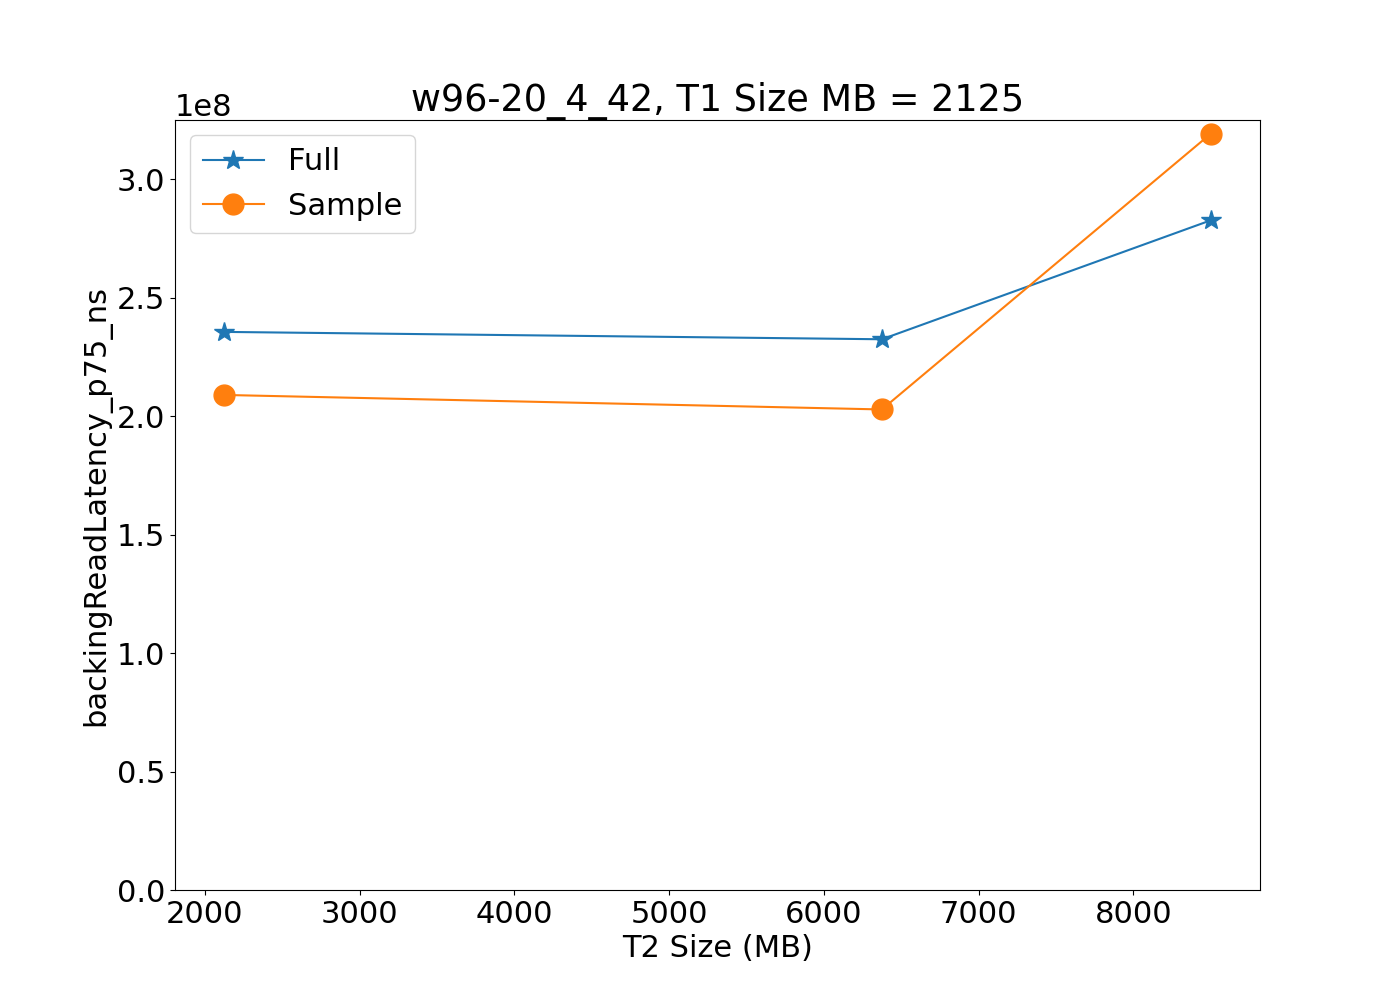 w96-20_4_42, T1 Size MB = 2125
1e8
Full
Sample
3.0
2.5
2.0
1.5
1.0
0.5
0.0
backingReadLatency_p75_ns
2000 3000 4000 5000 6000 7000 8000
T2 Size (MB)